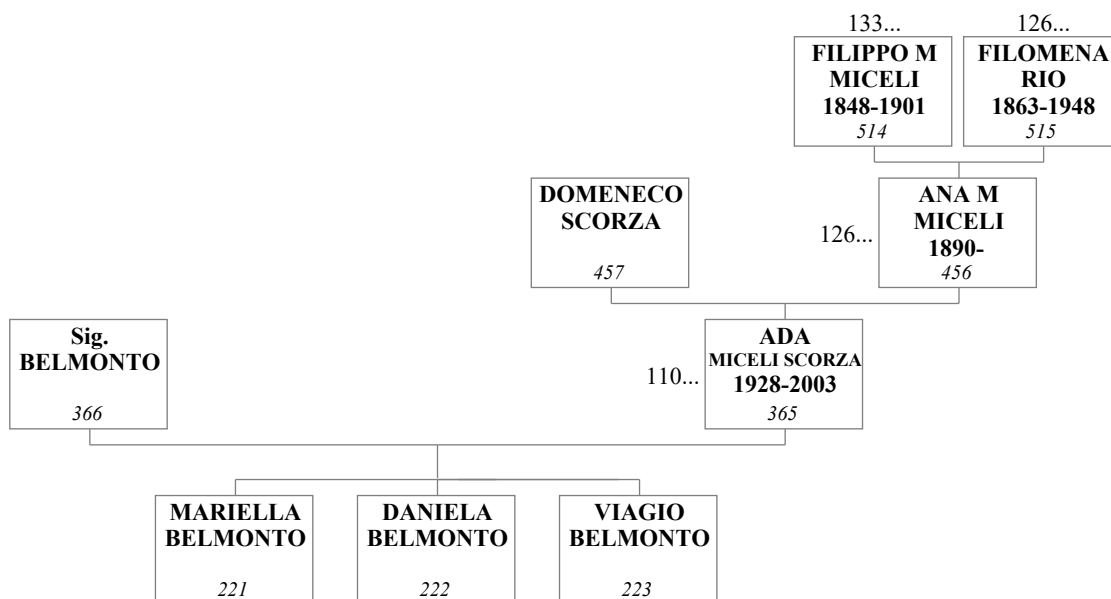 133...
126...
FILIPPO M
MICELI
1848-1901
514
FILOMENA
RIO
1863-1948
515
DOMENECO
SCORZA
457
126...
ANA M
MICELI
1890-
456
Sig.
BELMONTO
366
110...
ADA
MICELI SCORZA
1928-2003
365
MARIELLA
BELMONTO
221
DANIELA
BELMONTO
222
VIAGIO
BELMONTO
223